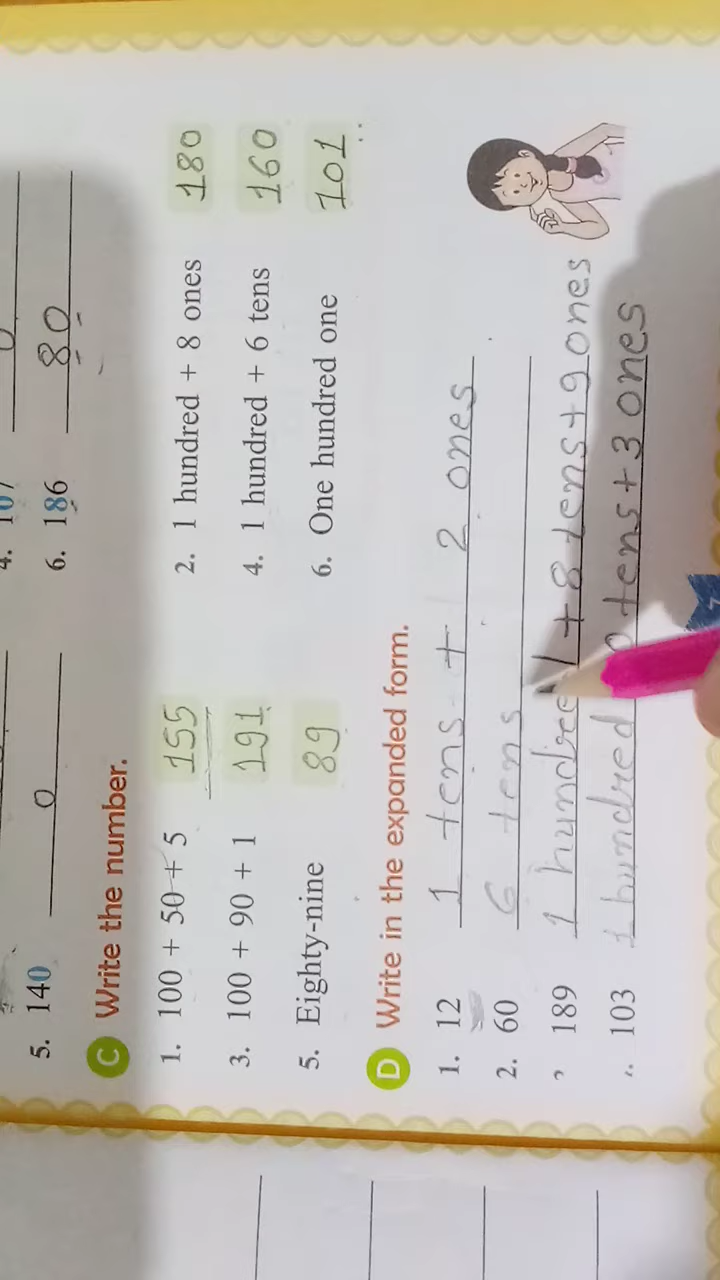 4. 107
5. 140 0
6. 186 80
C Write the number.
1. 100 + 50 + 5 155
2. 1 hundred + 8 ones 180
3. 100 + 90 + 1 191
4. 1 hundred + 6 tens 160
5. Eighty-nine 89
6. One hundred one 101
D Write in the expanded form.
1. 12 1 tens + 2 ones
2. 60 6 tens
189 1 hundred + 8 tens + 9 ones
103 1 hundred 0 tens + 3 ones